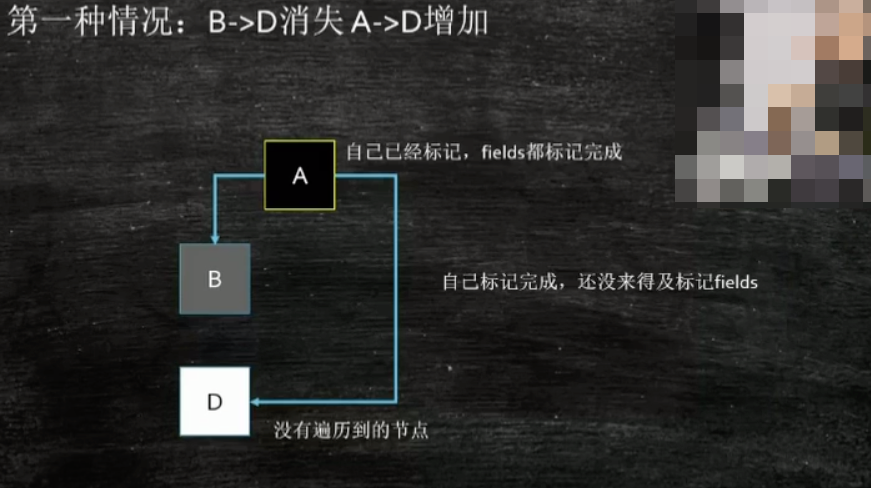 第一种情况：B->D消失 A->D增加
A
自己已经标记，fields都标记完成
B
自己标记完成，还没来得及标记fields
D
没有遍历到的节点